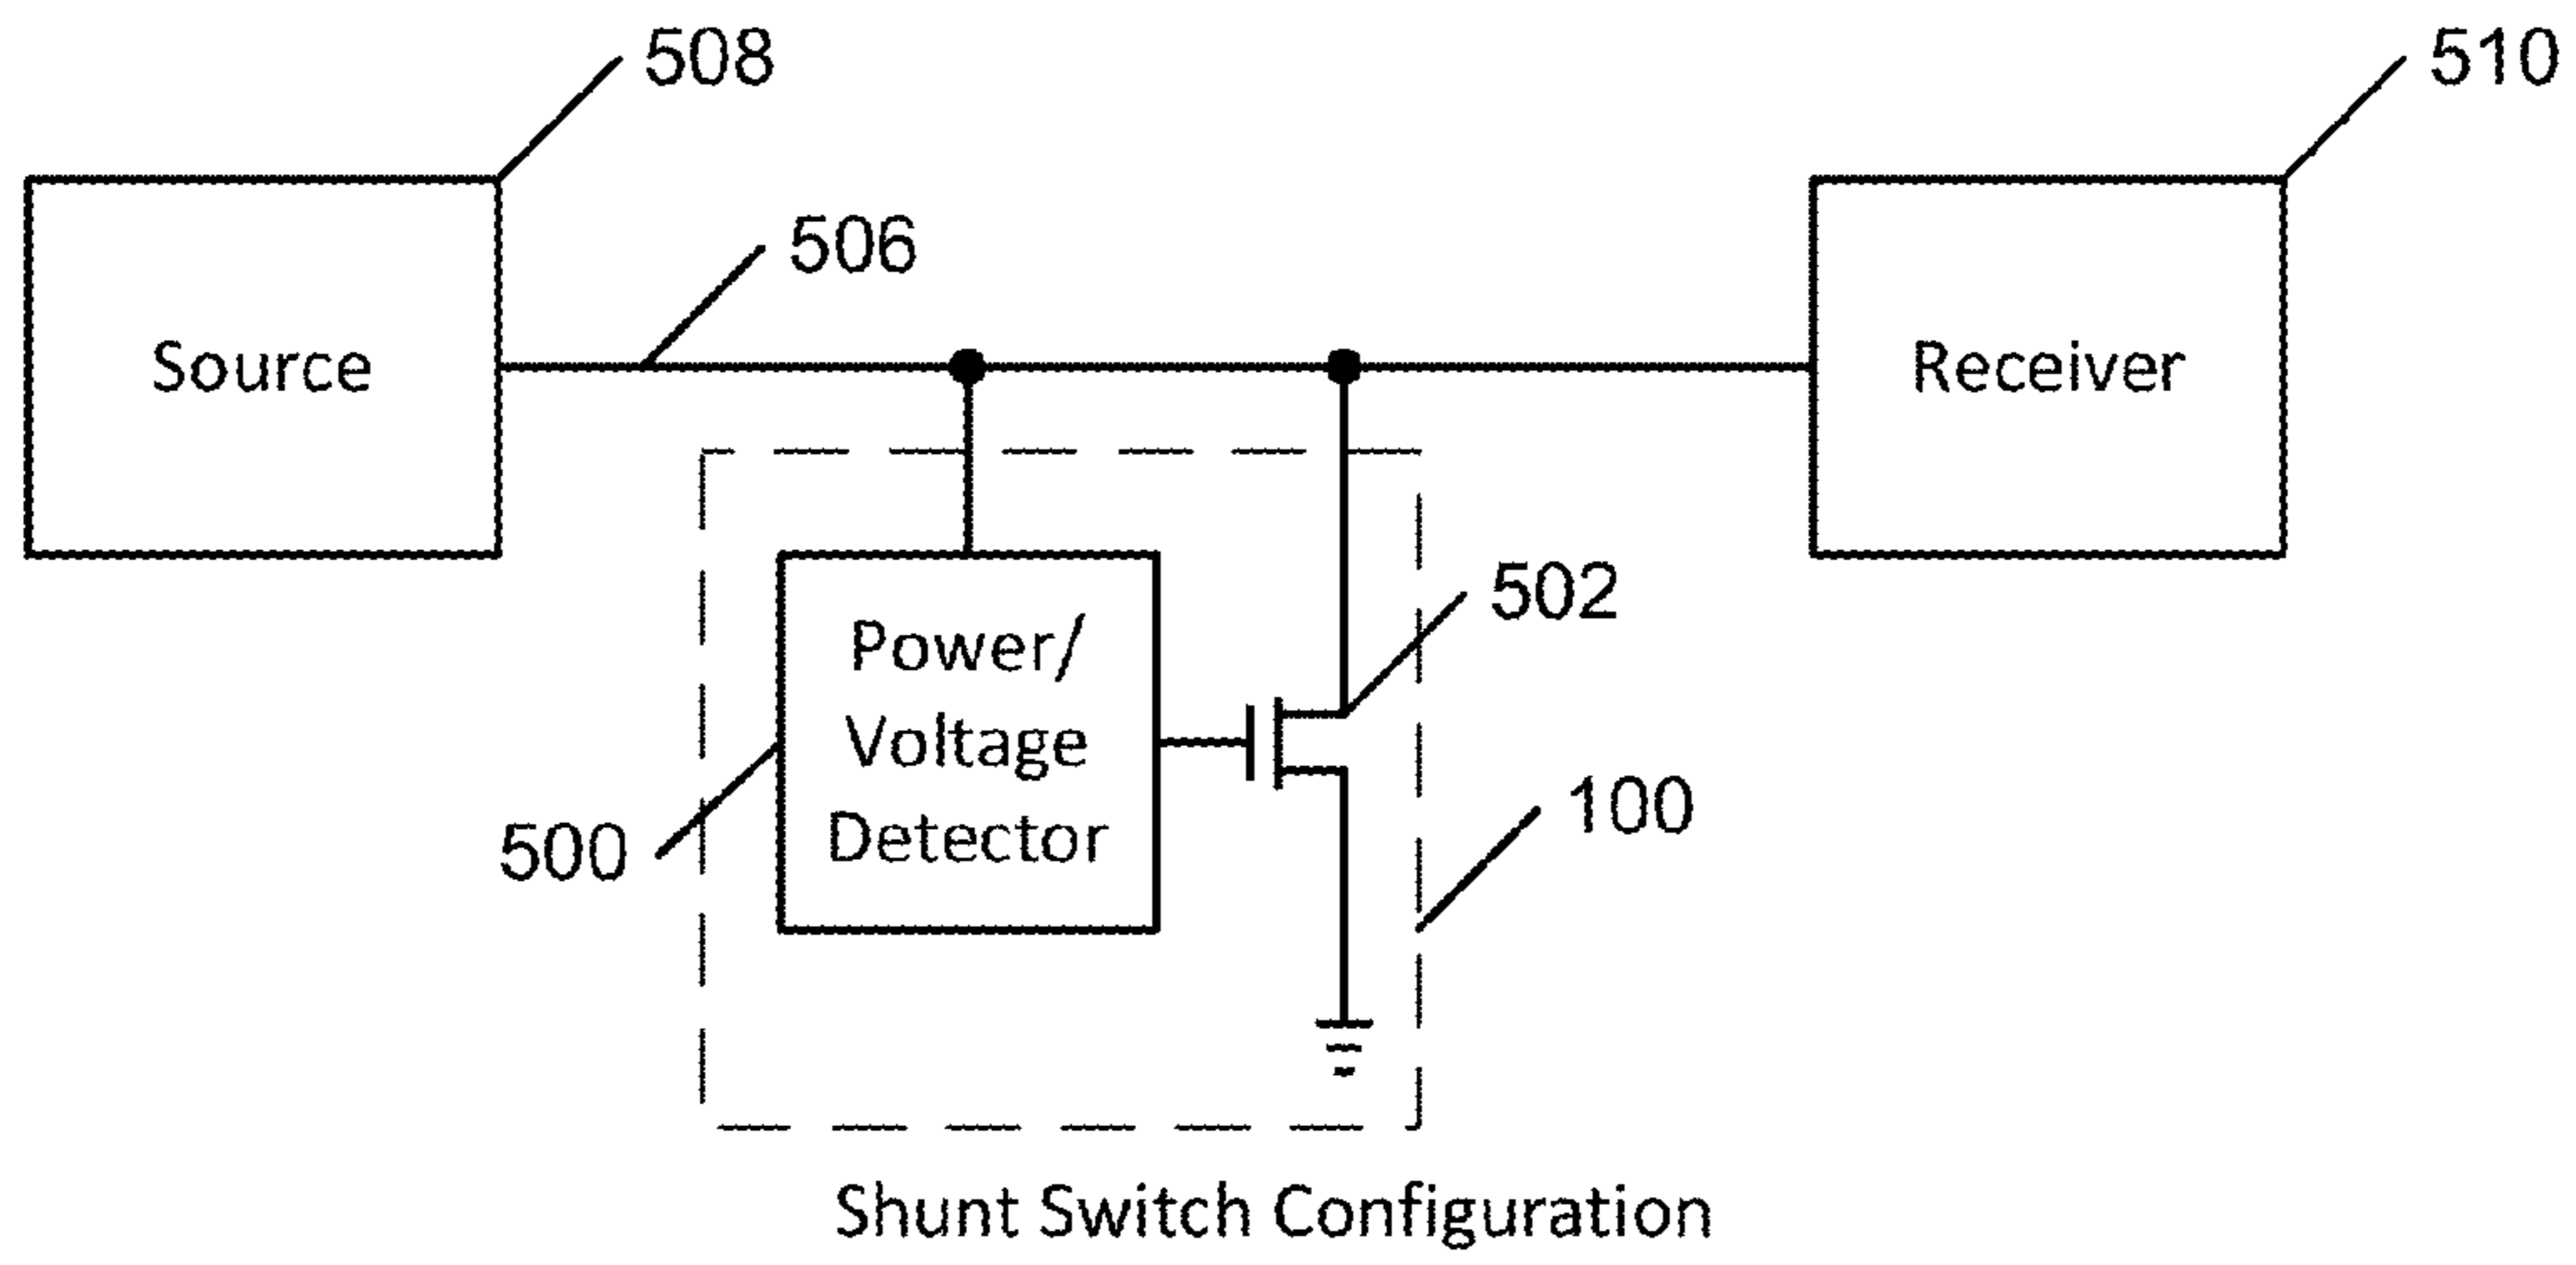 508
510
506
Source
Receiver
502
Power/
Voltage
Detector
100
500
Shunt Switch Configuration